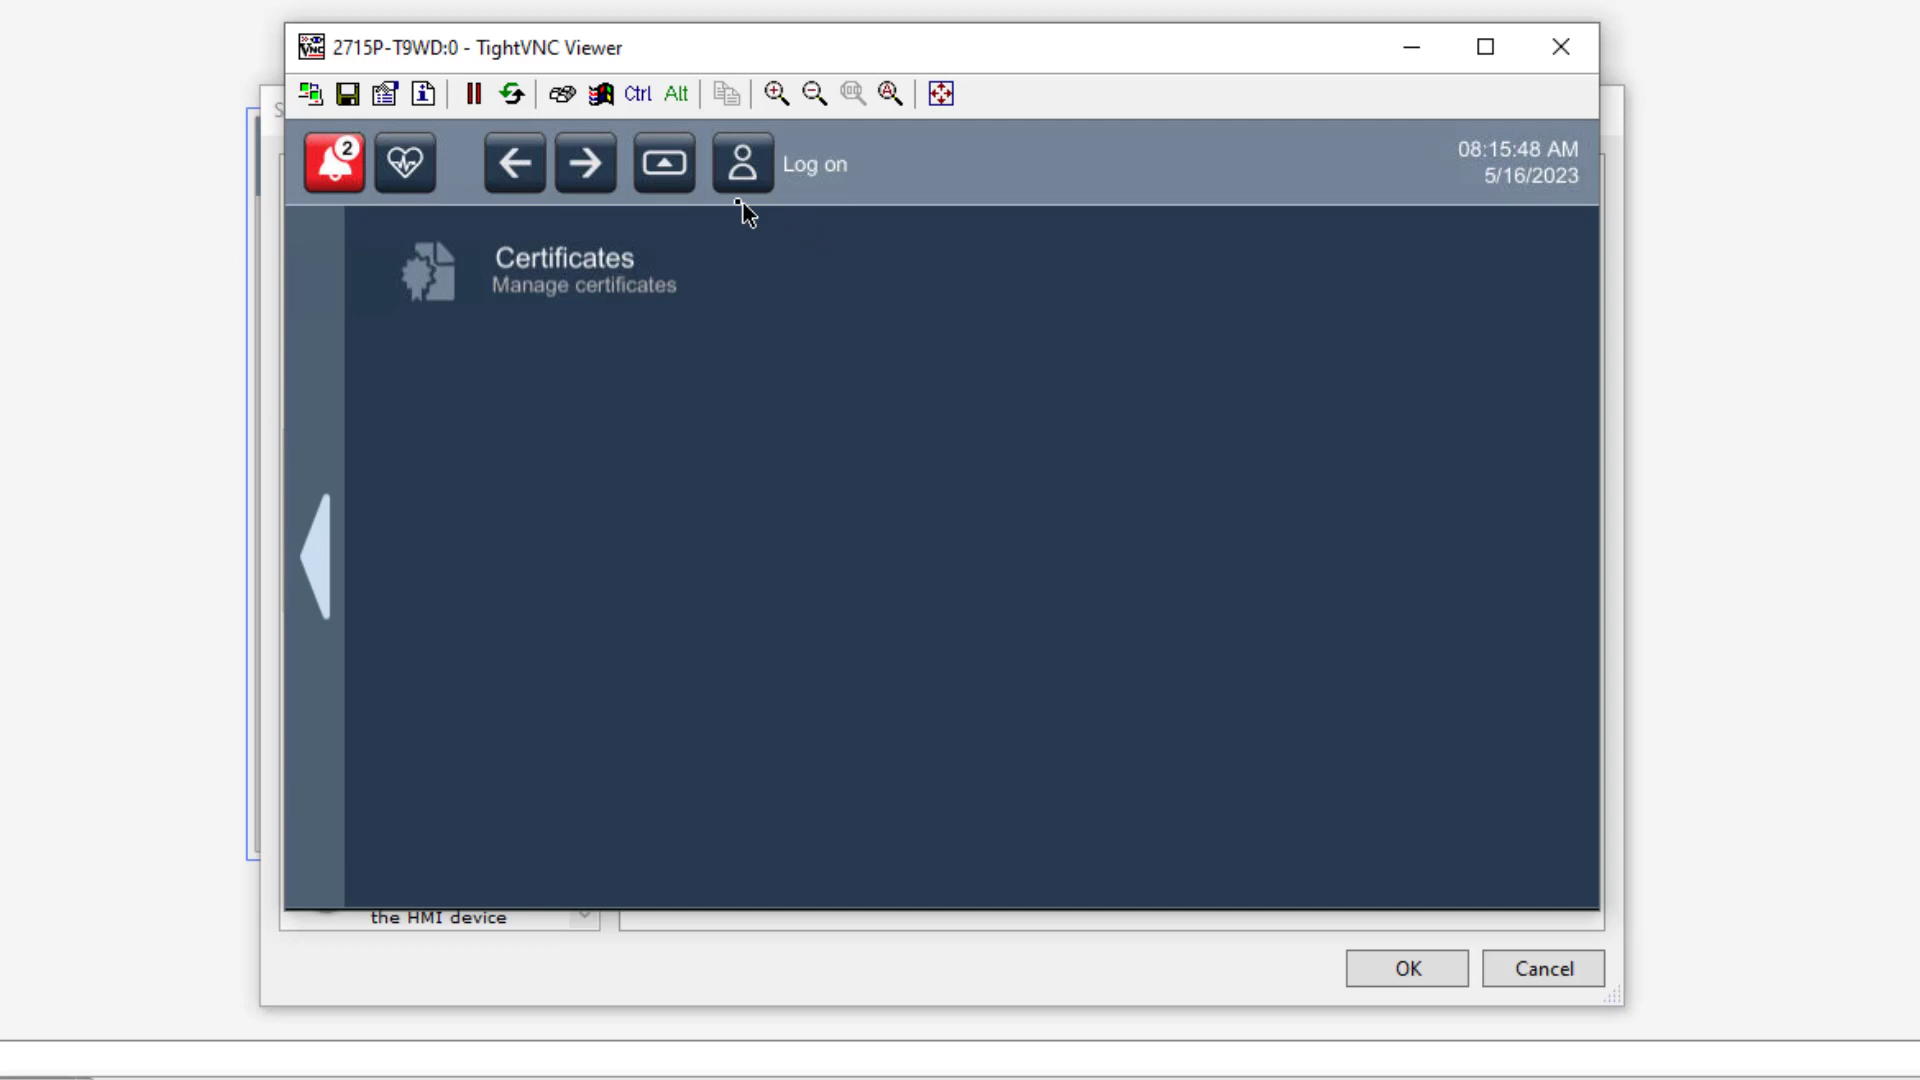 2715P-T9WD:0 - TightVNC Viewer
Ctrl Alt
2
Log on
08:15:48 AM
5/16/2023
Certificates
Manage certificates
the HMI device
OK Cancel